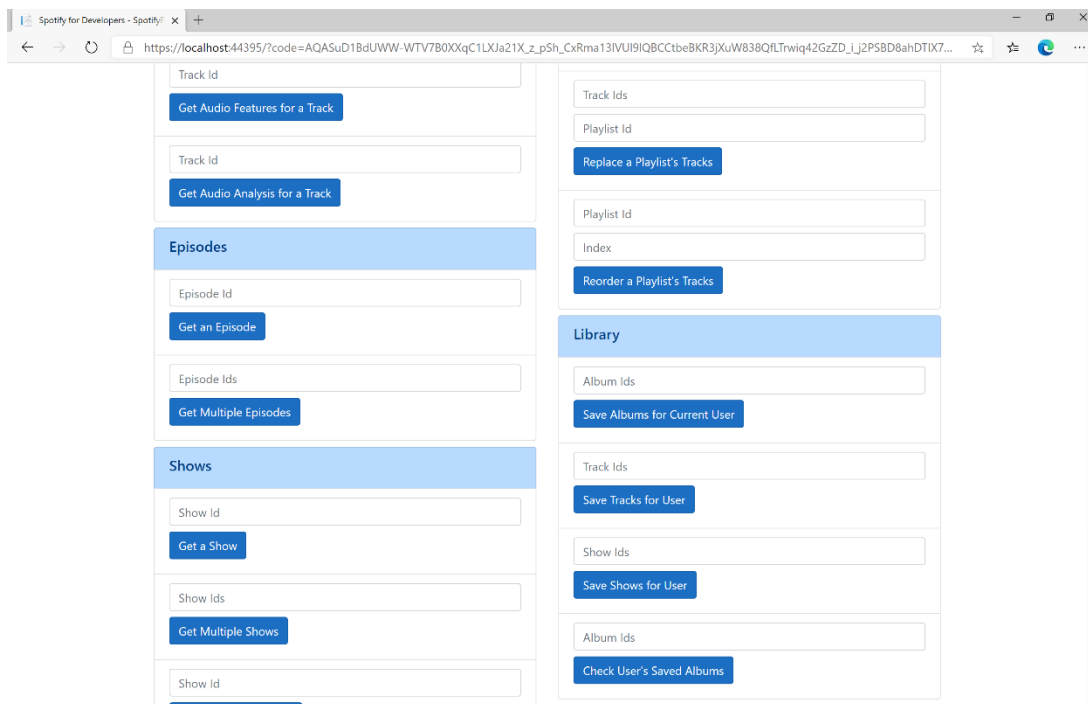 Spotify for Developers - Spotify
https://localhost:44395/?code=AQASuD1BdUWW-WTV7B0XXqC1LXJa21X_z_pSh_CxRma13IVUl9lQBCCtbeBKR3jXuW838QfLTrwiq42GzZD_i_j2PSBD8ahDTlX7...
Track Id
Get Audio Features for a Track
Track Id
Get Audio Analysis for a Track
Episodes
Episode Id
Get an Episode
Episode Ids
Get Multiple Episodes
Shows
Show Id
Get a Show
Show Ids
Get Multiple Shows
Show Id
Track Ids
Playlist Id
Replace a Playlist's Tracks
Playlist Id
Index
Reorder a Playlist's Tracks
Library
Album Ids
Save Albums for Current User
Track Ids
Save Tracks for User
Show Ids
Save Shows for User
Album Ids
Check User's Saved Albums